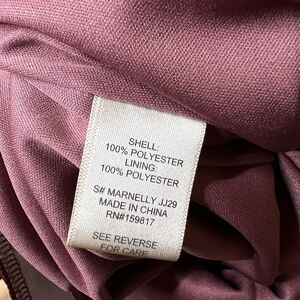 SHELL:
100% POLYESTER
LINING:
100% POLYESTER
S# MARNELLY JJ29
MADE IN CHINA
RN#159817
SEE REVERSE
FOR CARE